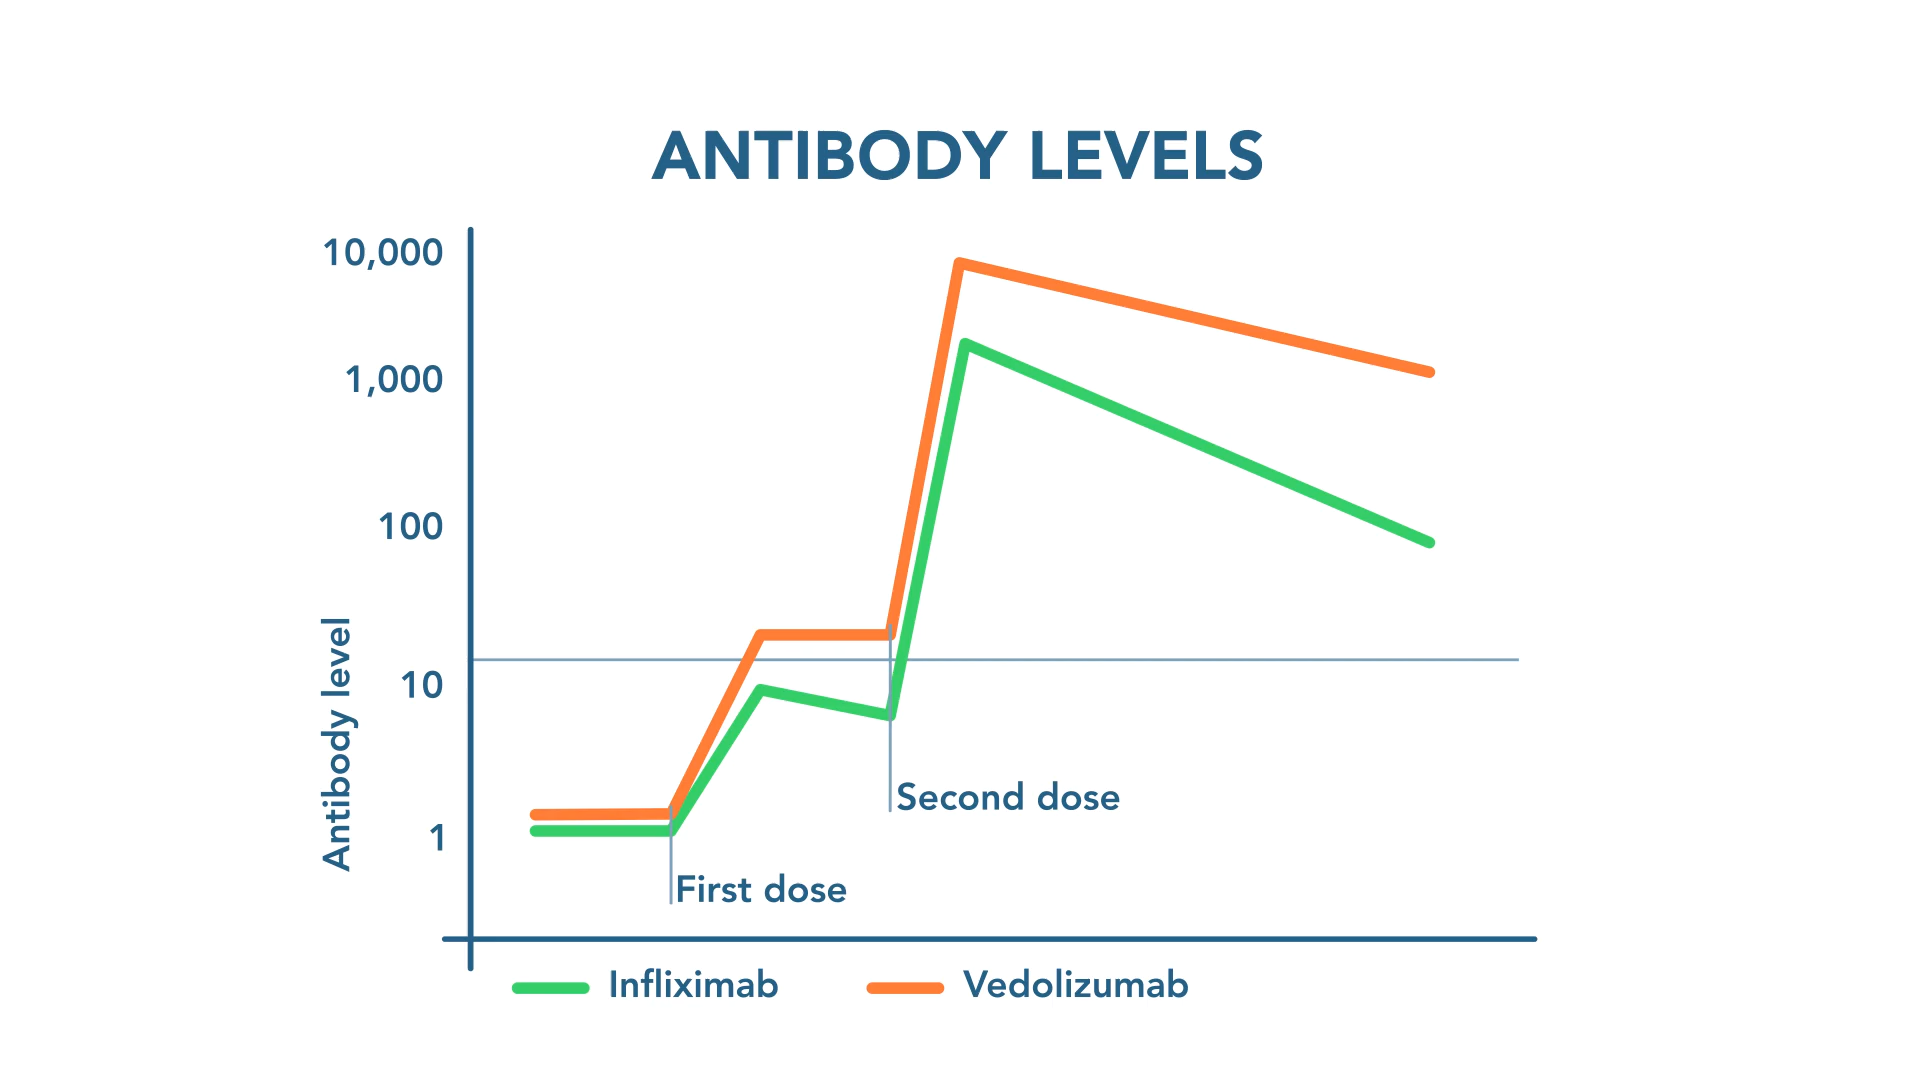 ANTIBODY LEVELS
10,000
1,000
100
10
1
Antibody level
Second dose
First dose
Infliximab
Vedolizumab